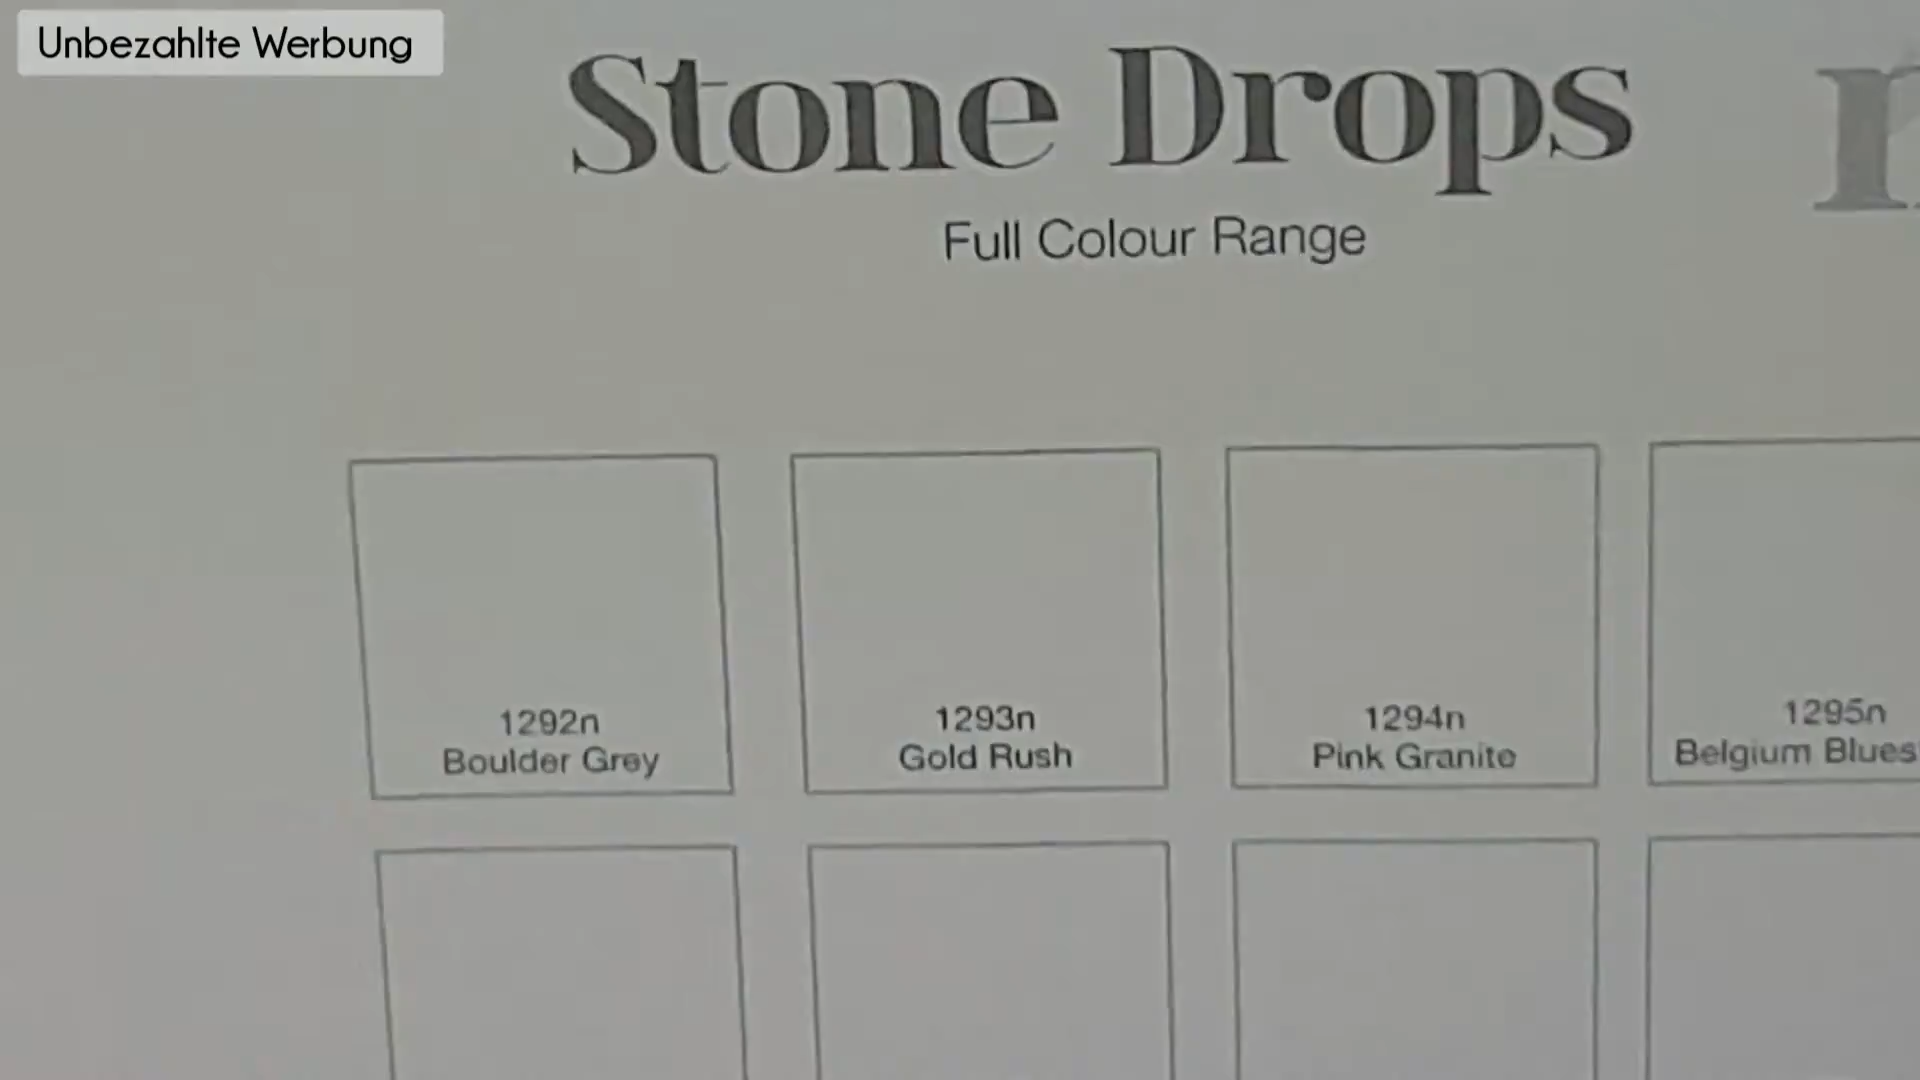 Unbezahlte Werbung
Stone Drops
Full Colour Range
1292n
Boulder Grey
1293n
Gold Rush
1294n
Pink Granite
1295n
Belgium Blues